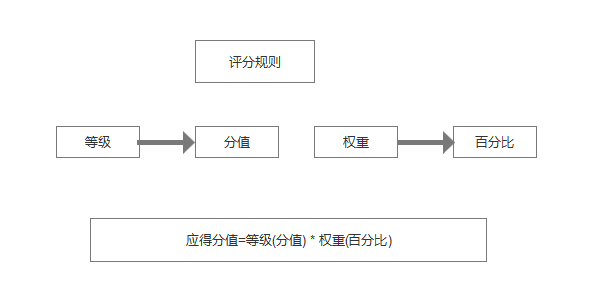 评分规则
等级
分值
权重
百分比
应得分值=等级(分值) * 权重(百分比)